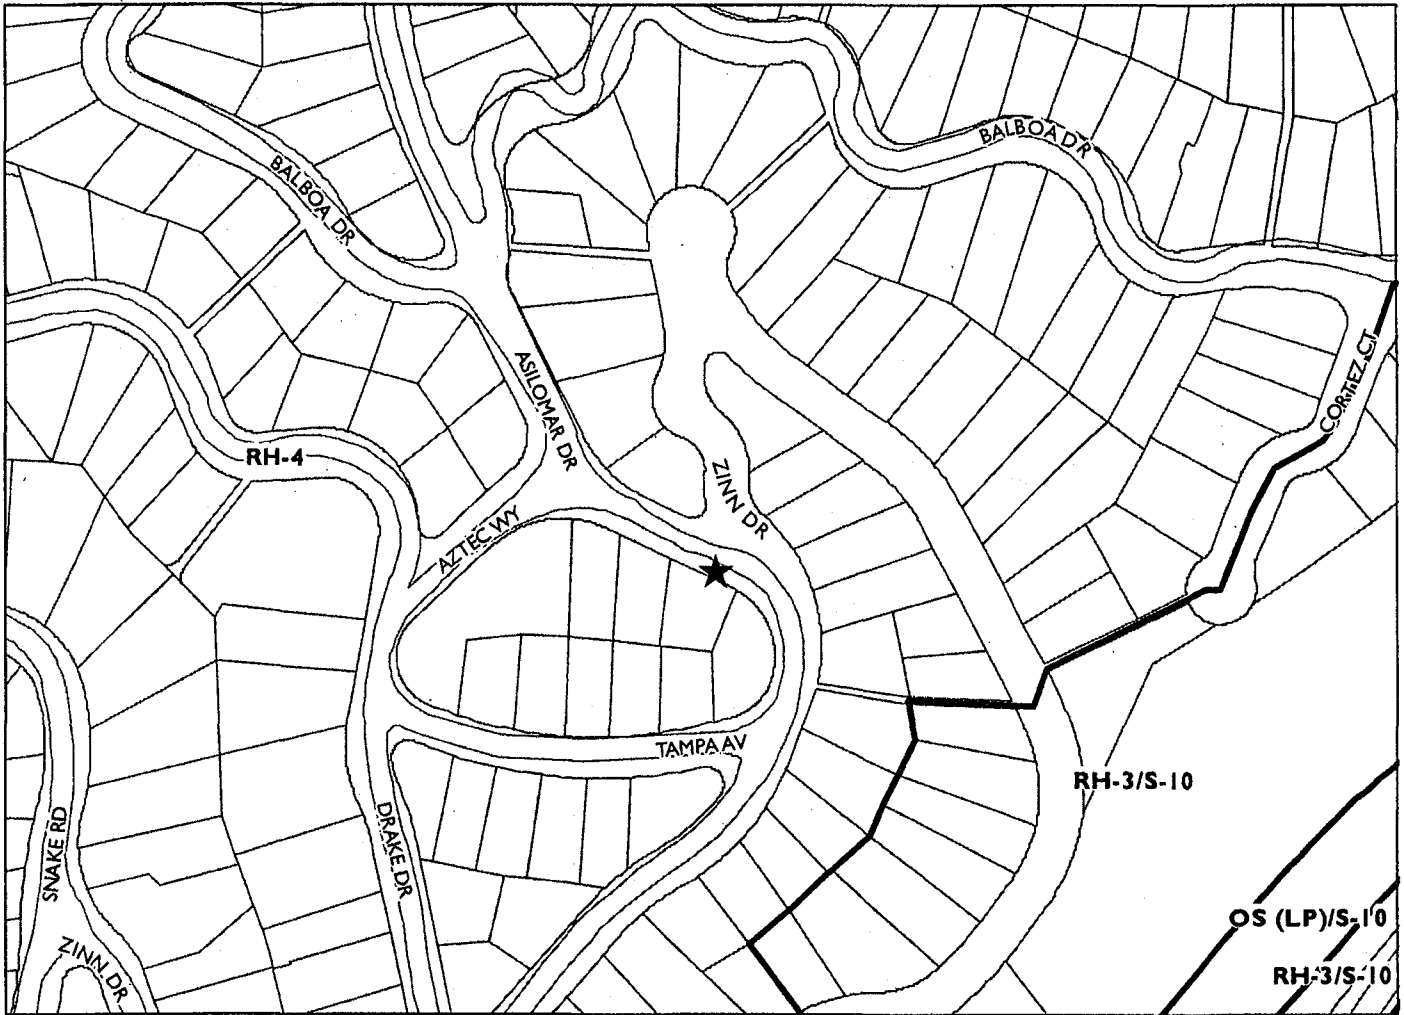 BALBOA DR
BALBOA DR
CORTEZ CT
ASILOMAR DR
RH-4
ZINN DR
AZTEC WY
TAMPA AV
RH-3/S-10
DRAKE DR
SNAKE RD
OS (LP)/S-10
ZINN DR
RH-3/S-10